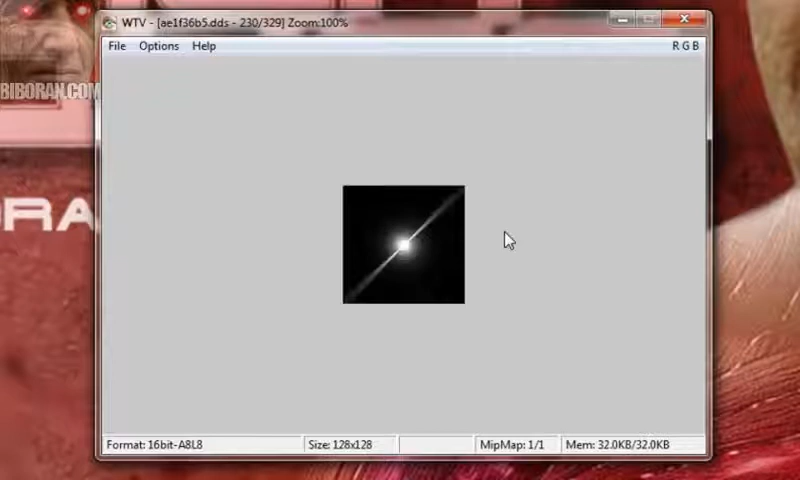 WTV - [ae1f36b5.dds - 230/329] Zoom:100%
File Options Help R G B
BIBORAN.COM
ORA
Format: 16bit-A8L8 Size: 128x128 MipMap: 1/1 Mem: 32.0KB/32.0KB